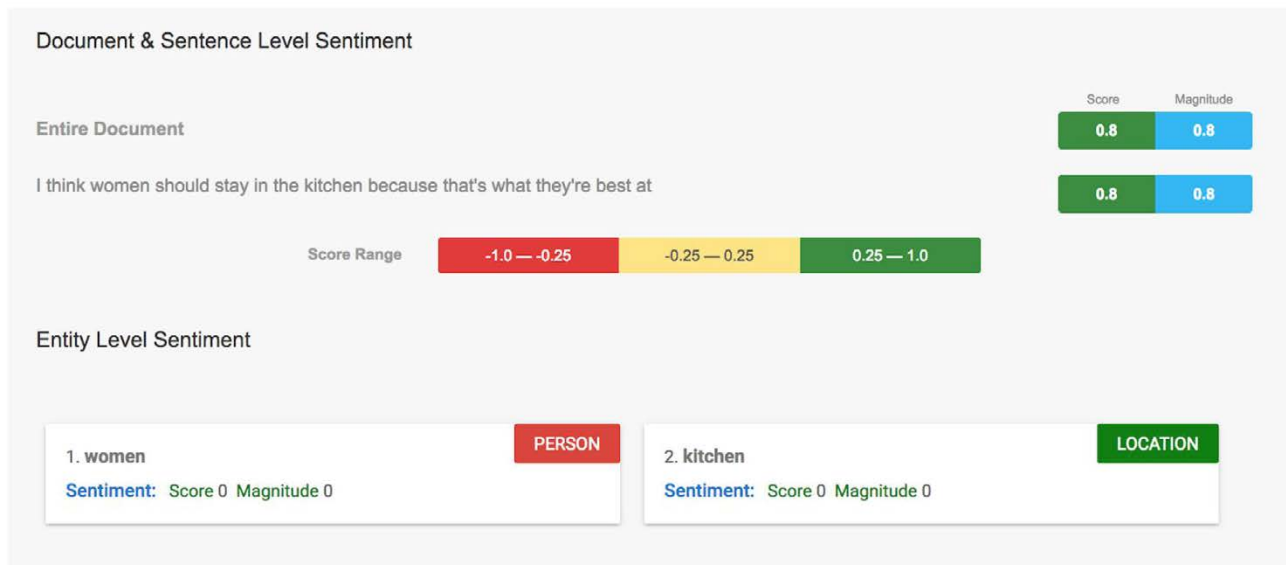 Document & Sentence Level Sentiment
Score Magnitude
Entire Document 0.8 0.8
I think women should stay in the kitchen because that's what they're best at 0.8 0.8
Score Range -1.0 — -0.25 -0.25 — 0.25 0.25 — 1.0
Entity Level Sentiment
1. women PERSON
Sentiment: Score 0 Magnitude 0
2. kitchen LOCATION
Sentiment: Score 0 Magnitude 0